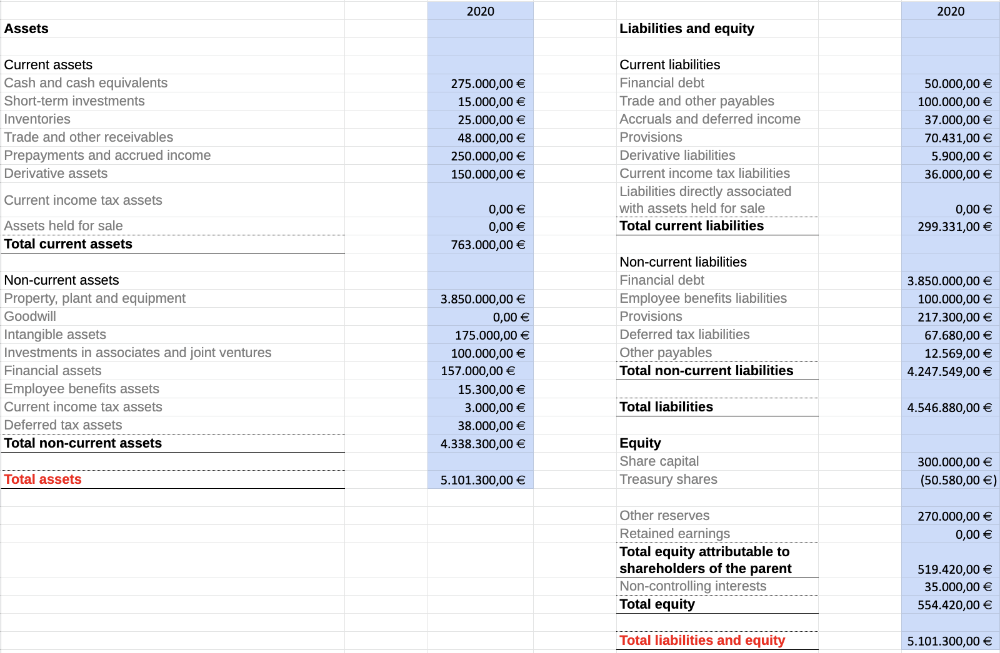 2020
Assets
Current assets
Cash and cash equivalents 275.000,00 €
Short-term investments 15.000,00 €
Inventories 25.000,00 €
Trade and other receivables 48.000,00 €
Prepayments and accrued income 250.000,00 €
Derivative assets 150.000,00 €
Current income tax assets 0,00 €
Assets held for sale 0,00 €
Total current assets 763.000,00 €
Non-current assets
Property, plant and equipment 3.850.000,00 €
Goodwill 0,00 €
Intangible assets 175.000,00 €
Investments in associates and joint ventures 100.000,00 €
Financial assets 157.000,00 €
Employee benefits assets 15.300,00 €
Current income tax assets 3.000,00 €
Deferred tax assets 38.000,00 €
Total non-current assets 4.338.300,00 €
Total assets 5.101.300,00 €
2020
Liabilities and equity
Current liabilities
Financial debt 50.000,00 €
Trade and other payables 100.000,00 €
Accruals and deferred income 37.000,00 €
Provisions 70.431,00 €
Derivative liabilities 5.900,00 €
Current income tax liabilities 36.000,00 €
Liabilities directly associated
with assets held for sale 0,00 €
Total current liabilities 299.331,00 €
Non-current liabilities
Financial debt 3.850.000,00 €
Employee benefits liabilities 100.000,00 €
Provisions 217.300,00 €
Deferred tax liabilities 67.680,00 €
Other payables 12.569,00 €
Total non-current liabilities 4.247.549,00 €
Total liabilities 4.546.880,00 €
Equity
Share capital 300.000,00 €
Treasury shares (50.580,00 €)
Other reserves 270.000,00 €
Retained earnings 0,00 €
Total equity attributable to
shareholders of the parent 519.420,00 €
Non-controlling interests 35.000,00 €
Total equity 554.420,00 €
Total liabilities and equity 5.101.300,00 €